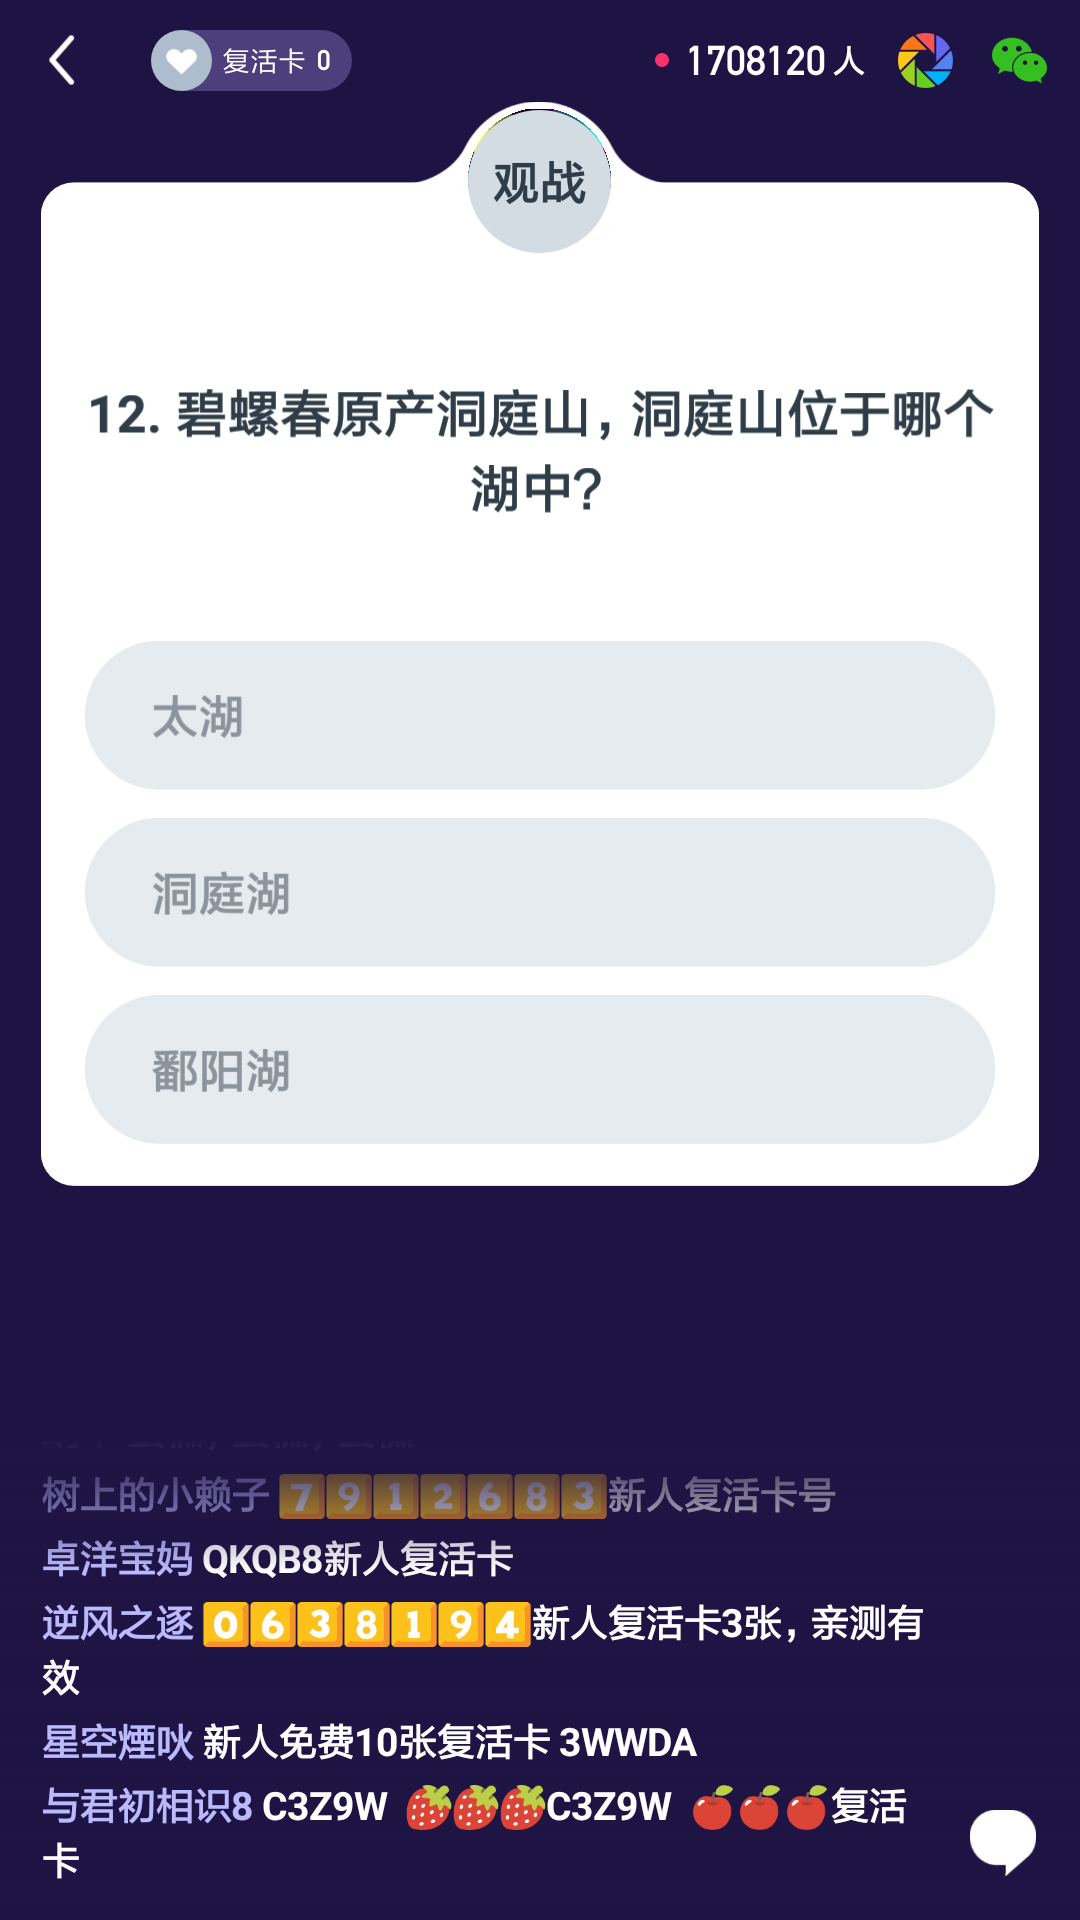 复活卡 0
1708120 人
观战
12. 碧螺春原产洞庭山，洞庭山位于哪个
湖中？
太湖
洞庭湖
鄱阳湖
树上的小赖子 7912683新人复活卡号
卓洋宝妈 QKQB8新人复活卡
逆风之逐 0638194新人复活卡3张，亲测有
效
星空煙吙 新人免费10张复活卡 3WWDA
与君初相识8 C3Z9W 🍓🍓🍓C3Z9W 🍎🍎🍎复活
卡